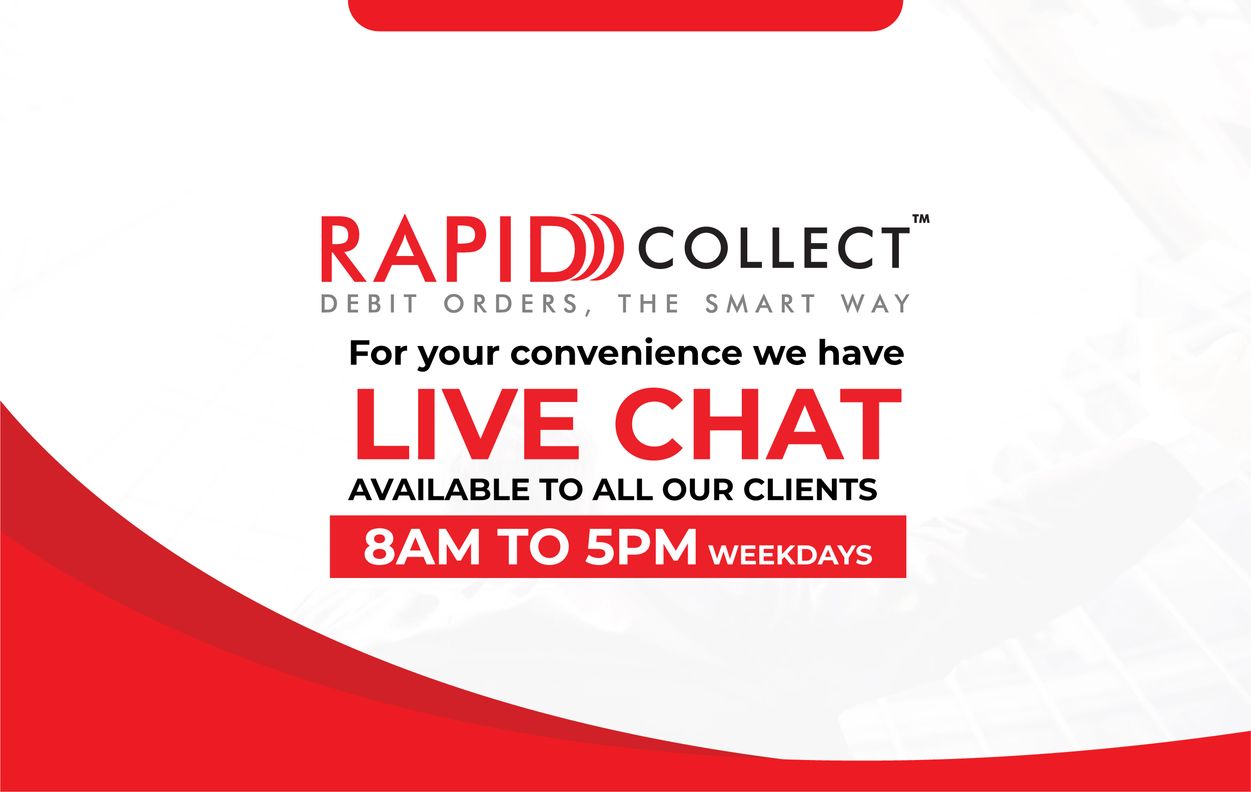 RAPID COLLECT™
DEBIT ORDERS, THE SMART WAY
For your convenience we have
LIVE CHAT
AVAILABLE TO ALL OUR CLIENTS
8AM TO 5PM WEEKDAYS